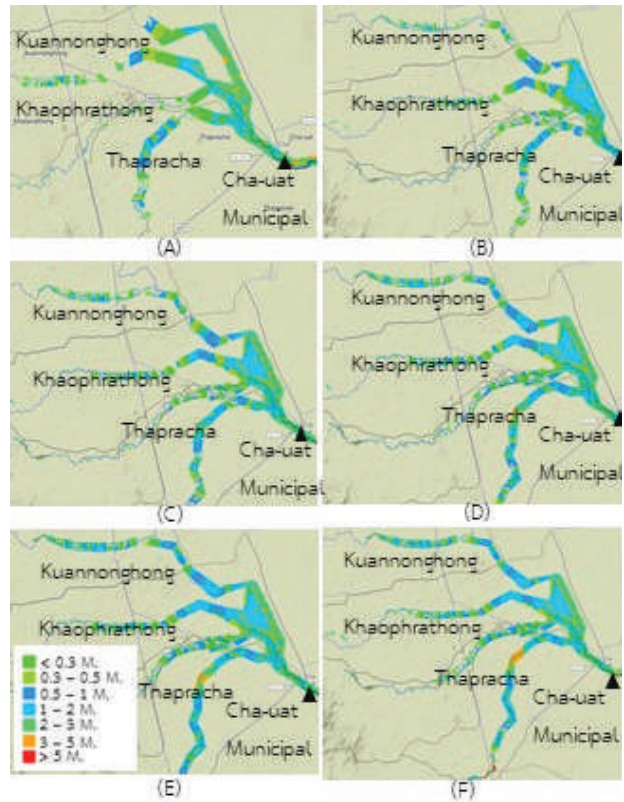 Kuannonghong
Khaophrathong
Thapracha
Cha-uat
Municipal
(A)
Kuannonghong
Khaophrathong
Thapracha
Cha-uat
Municipal
(B)
Kuannonghong
Khaophrathong
Thapracha
Cha-uat
Municipal
(C)
Kuannonghong
Khaophrathong
Thapracha
Cha-uat
Municipal
(D)
Kuannonghong
Khaophrathong
Thapracha
Cha-uat
Municipal
< 0.3 M.
0.3 – 0.5 M.
0.5 – 1 M.
1 – 2 M.
2 – 3 M.
3 – 5 M.
> 5 M.
(E)
Kuannonghong
Khaophrathong
Thapracha
Cha-uat
Municipal
(F)